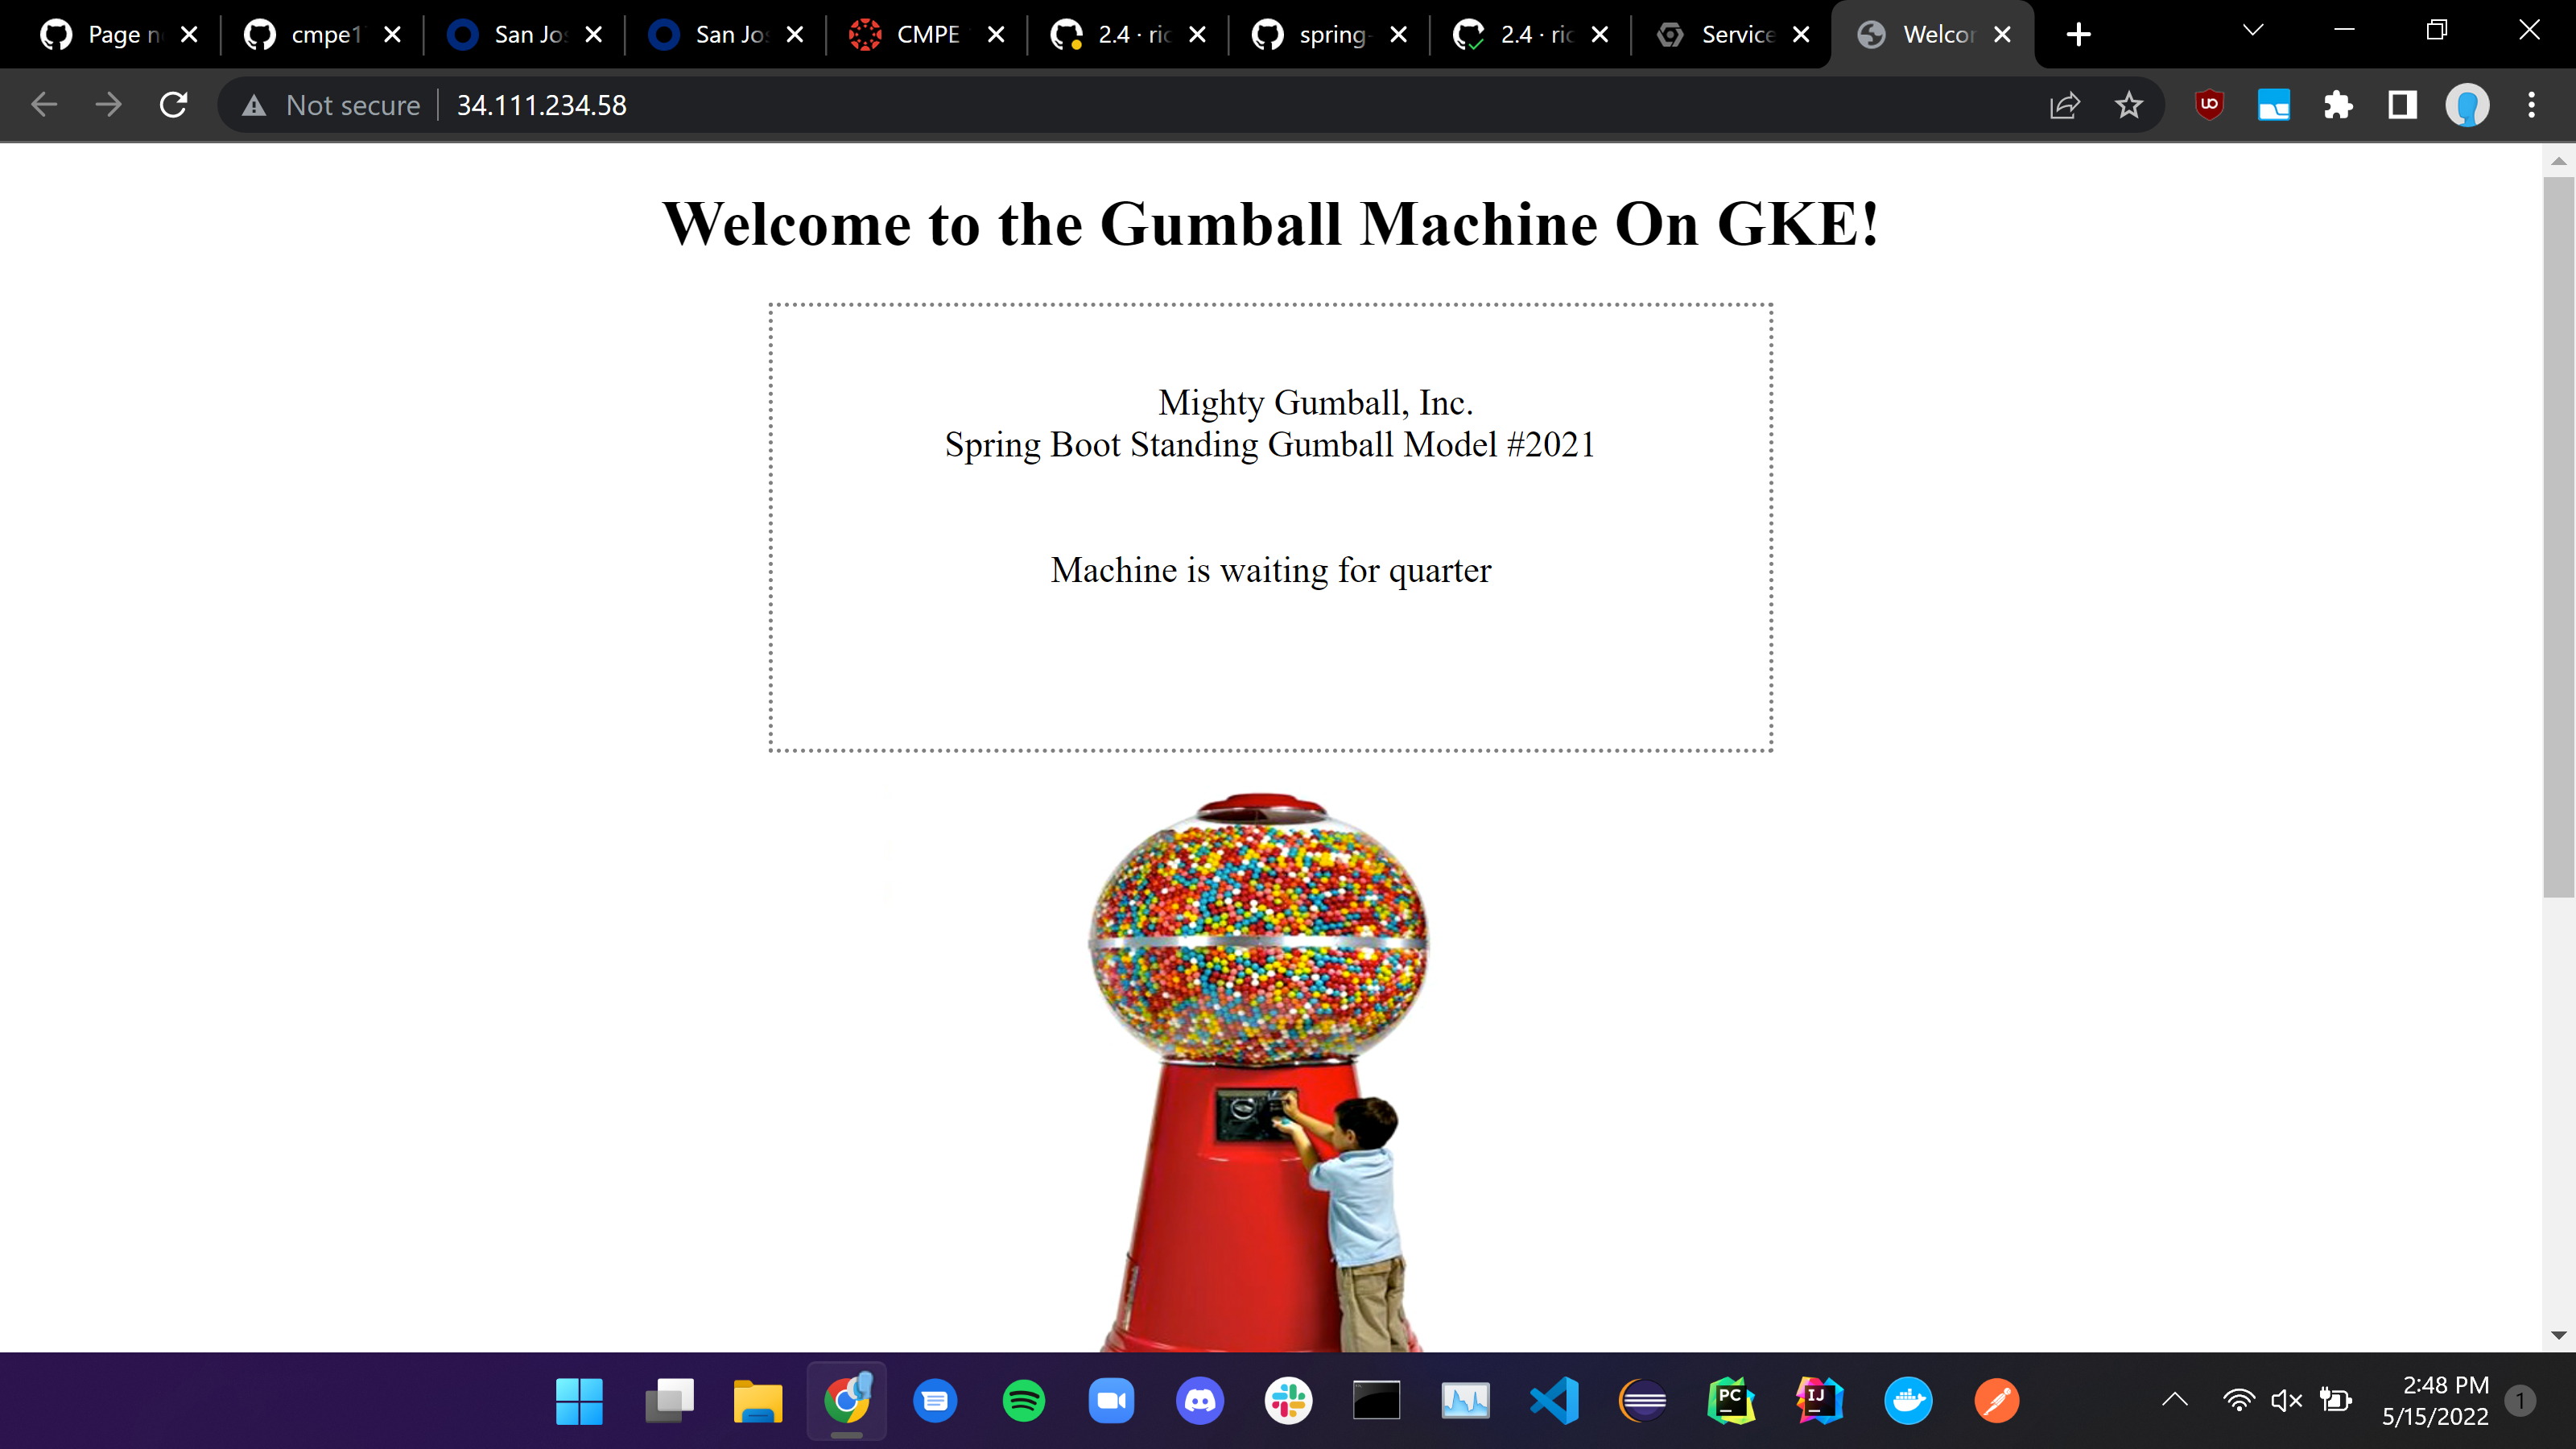 Page n
cmpe1
San Jos
San Jos
CMPE
2.4 · ric
spring-
2.4 · ric
Service
Welcor
Not secure
34.111.234.58
Welcome to the Gumball Machine On GKE!
Mighty Gumball, Inc.
Spring Boot Standing Gumball Model #2021
Machine is waiting for quarter
PC
IJ
2:48 PM
5/15/2022
1